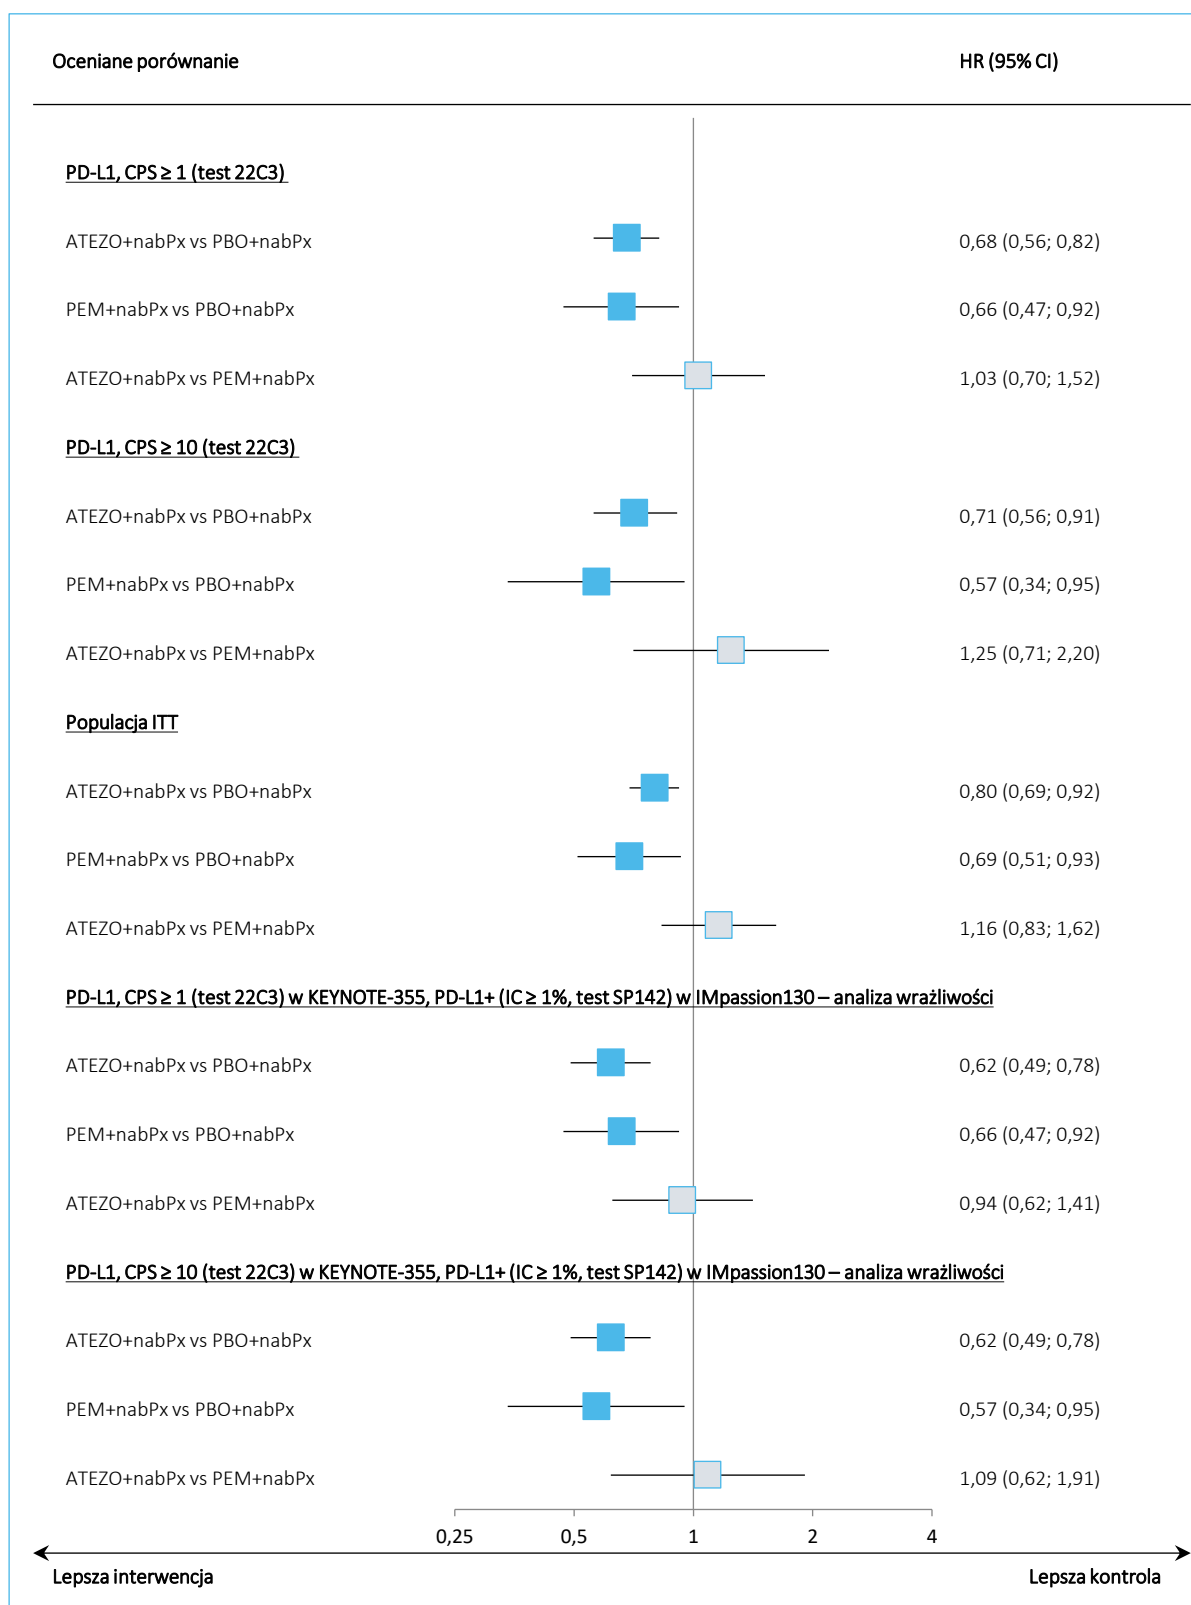 Oceniane porównanie HR (95% CI)
PD-L1, CPS ≥ 1 (test 22C3)
ATEZO+nabPx vs PBO+nabPx 0,68 (0,56; 0,82)
PEM+nabPx vs PBO+nabPx 0,66 (0,47; 0,92)
ATEZO+nabPx vs PEM+nabPx 1,03 (0,70; 1,52)
PD-L1, CPS ≥ 10 (test 22C3)
ATEZO+nabPx vs PBO+nabPx 0,71 (0,56; 0,91)
PEM+nabPx vs PBO+nabPx 0,57 (0,34; 0,95)
ATEZO+nabPx vs PEM+nabPx 1,25 (0,71; 2,20)
Populacja ITT
ATEZO+nabPx vs PBO+nabPx 0,80 (0,69; 0,92)
PEM+nabPx vs PBO+nabPx 0,69 (0,51; 0,93)
ATEZO+nabPx vs PEM+nabPx 1,16 (0,83; 1,62)
PD-L1, CPS ≥ 1 (test 22C3) w KEYNOTE-355, PD-L1+ (IC ≥ 1%, test SP142) w IMpassion130 – analiza wrażliwości
ATEZO+nabPx vs PBO+nabPx 0,62 (0,49; 0,78)
PEM+nabPx vs PBO+nabPx 0,66 (0,47; 0,92)
ATEZO+nabPx vs PEM+nabPx 0,94 (0,62; 1,41)
PD-L1, CPS ≥ 10 (test 22C3) w KEYNOTE-355, PD-L1+ (IC ≥ 1%, test SP142) w IMpassion130 – analiza wrażliwości
ATEZO+nabPx vs PBO+nabPx 0,62 (0,49; 0,78)
PEM+nabPx vs PBO+nabPx 0,57 (0,34; 0,95)
ATEZO+nabPx vs PEM+nabPx 1,09 (0,62; 1,91)
0,25 0,5 1 2 4
Lepsza interwencja Lepsza kontrola